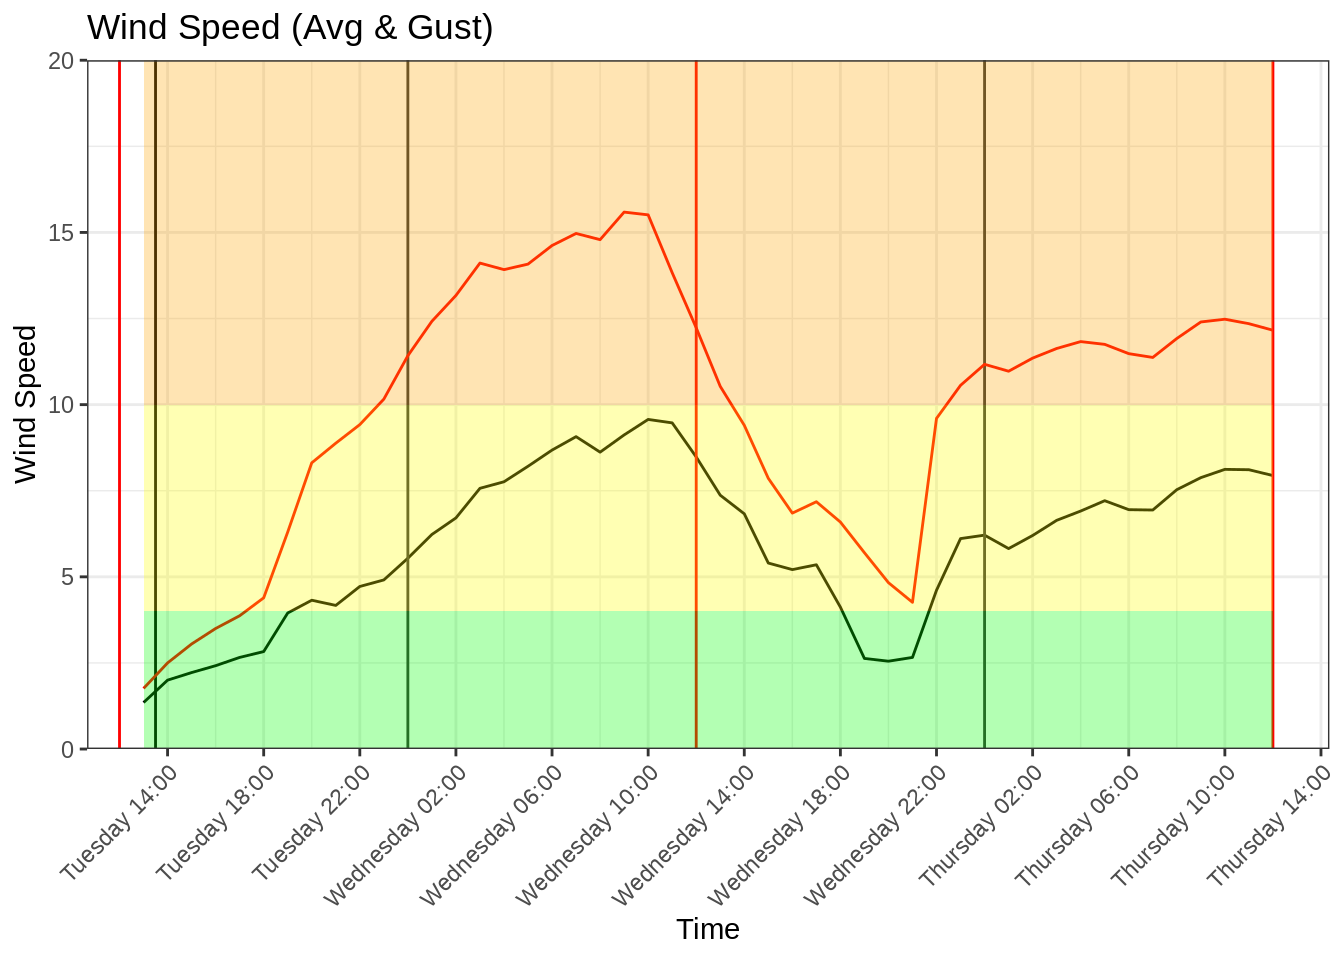 Wind Speed (Avg & Gust)
20
15
10
5
0
Wind Speed
Tuesday 14:00
Tuesday 18:00
Tuesday 22:00
Wednesday 02:00
Wednesday 06:00
Wednesday 10:00
Wednesday 14:00
Wednesday 18:00
Wednesday 22:00
Thursday 02:00
Thursday 06:00
Thursday 10:00
Thursday 14:00
Time